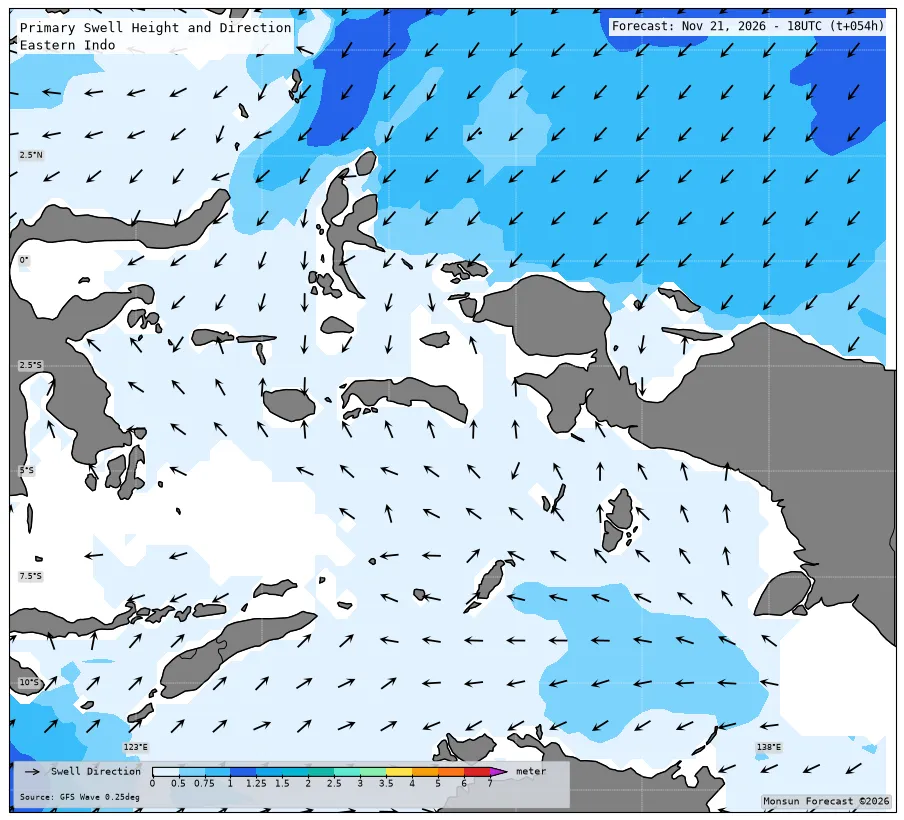 Primary Swell Height and Direction
Eastern Indo
Forecast: Nov 21, 2026 - 18UTC (t+054h)
2.5°N
0°
2.5°S
5°S
7.5°S
10°S
123°E
138°E
Swell Direction
meter
0 0.5 0.75 1 1.25 1.5 2 2.5 3 3.5 4 5 6 7
Source: GFS Wave 0.25deg
Monsun Forecast ©2026